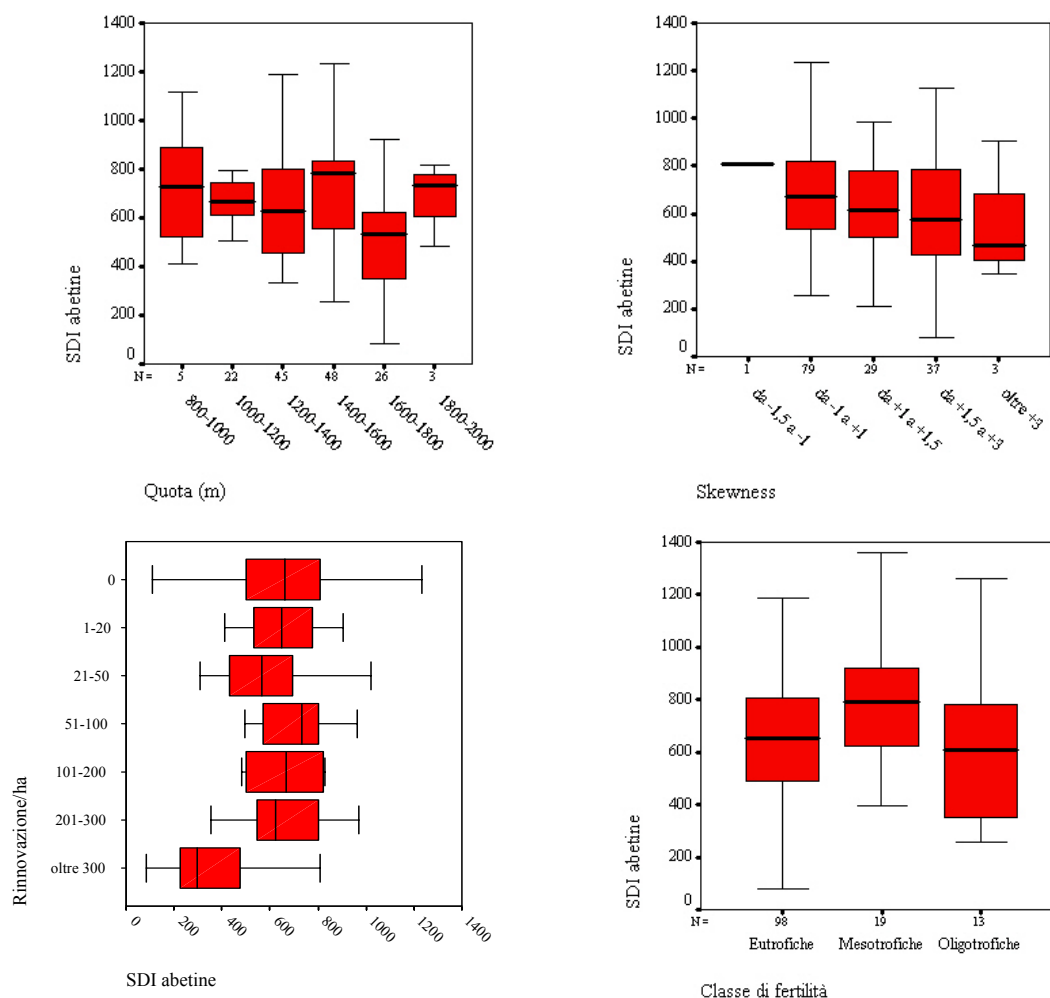 1400
1200
1000
800
600
400
200
0
SDI abetine
N = 5 22 45 48 26 3
800-1000 1000-1200 1200-1400 1400-1600 1600-1800 1800-2000
Quota (m)
1400
1200
1000
800
600
400
200
0
SDI abetine
N = 1 79 29 37 3
da -1,5 a -1 da -1 a +1 da +1 a +1,5 da +1,5 a +3 oltre +3
Skewness
Rinnovazione/ha
0
1-20
21-50
51-100
101-200
201-300
oltre 300
0 200 400 600 800 1000 1200 1400
SDI abetine
1400
1200
1000
800
600
400
200
0
SDI abetine
N = 98 19 13
Eutrofiche Mesotrofiche Oligotrofiche
Classe di fertilità